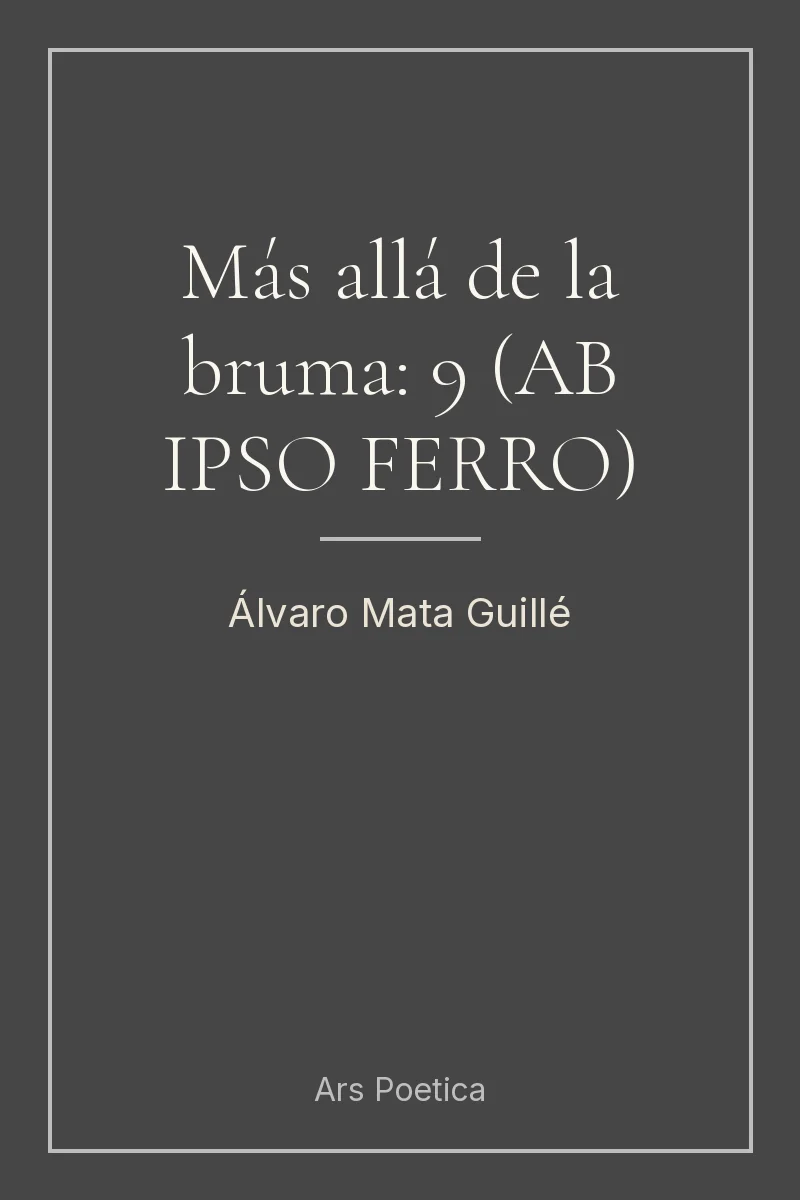 Más allá de la
bruma: 9 (AB
IPSO FERRO)
Álvaro Mata Guillé
Ars Poetica